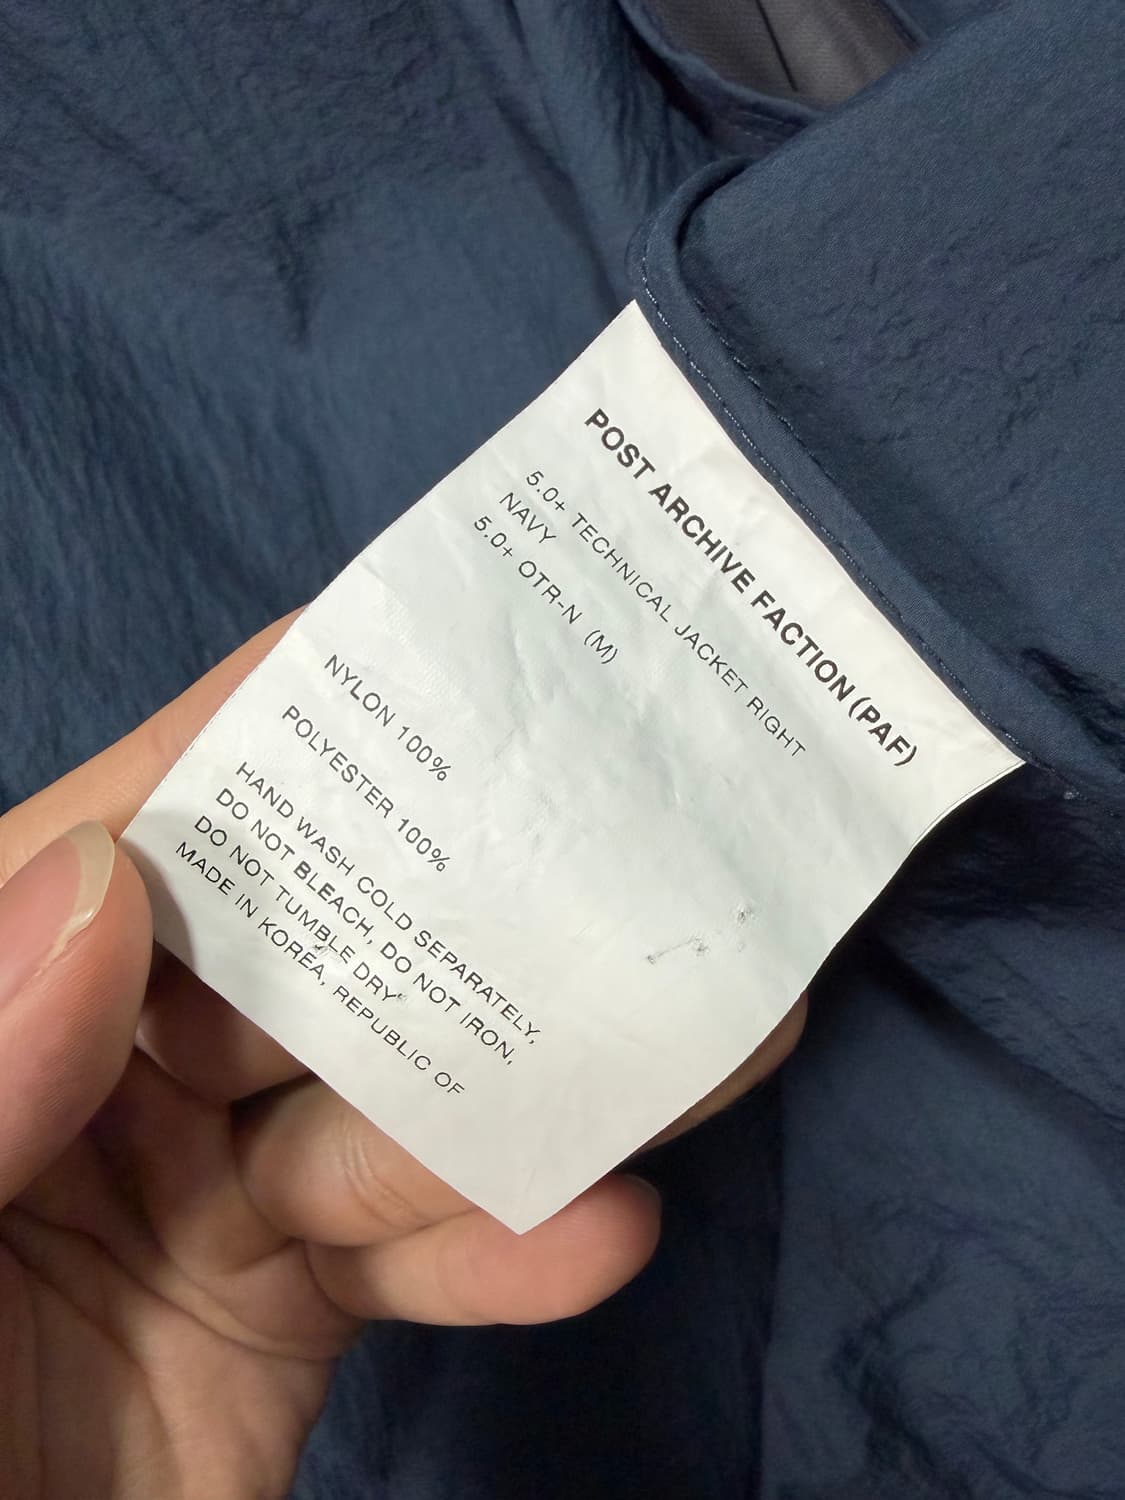 POST ARCHIVE FACTION (PAF)
5.0+ TECHNICAL JACKET RIGHT
NAVY
5.0+ OTR-N (M)
NYLON 100%
POLYESTER 100%
HAND WASH COLD SEPARATELY,
DO NOT BLEACH, DO NOT IRON,
DO NOT TUMBLE DRY
MADE IN KOREA, REPUBLIC OF